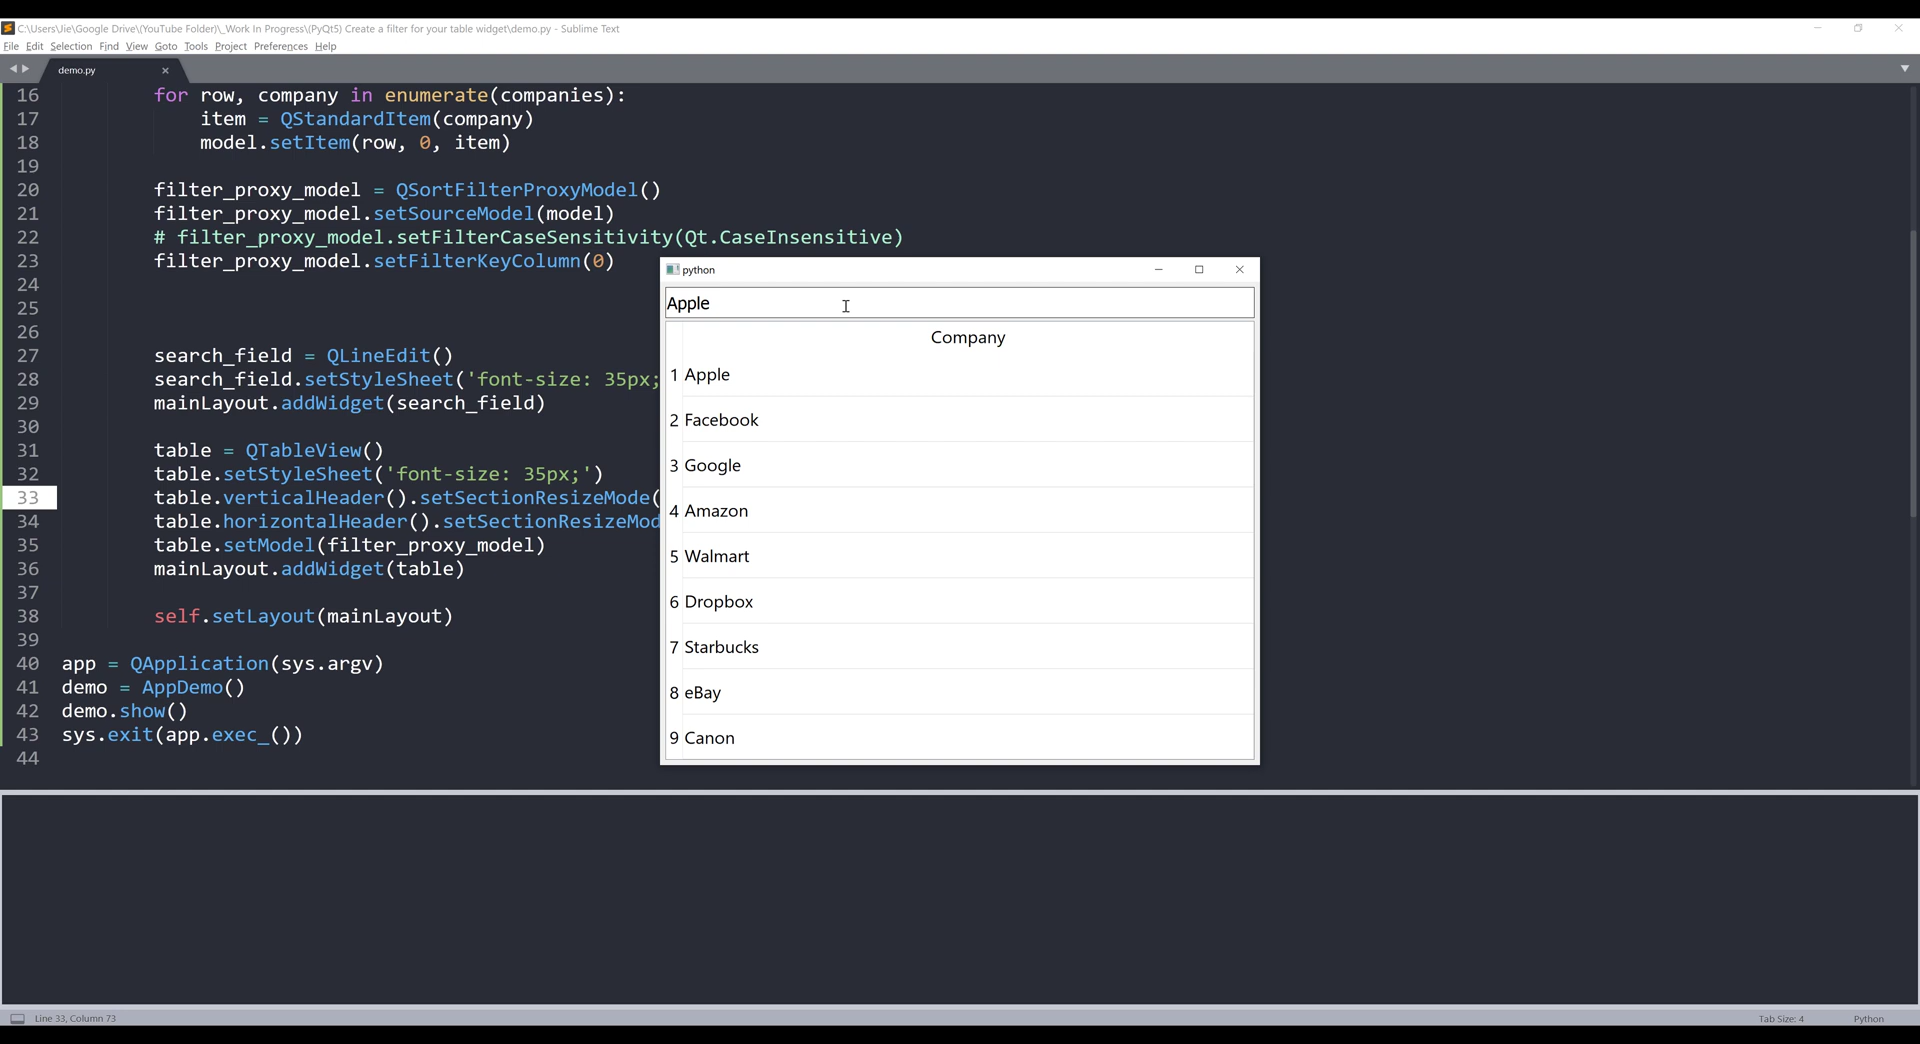 C:\Users\Jie\Google Drive\(YouTube Folder)\_Work In Progress\(PyQt5) Create a filter for your table widget\demo.py - Sublime Text
File Edit Selection Find View Goto Tools Project Preferences Help
demo.py
16 for row, company in enumerate(companies):
17 item = QStandardItem(company)
18 model.setItem(row, 0, item)
19
20 filter_proxy_model = QSortFilterProxyModel()
21 filter_proxy_model.setSourceModel(model)
22 # filter_proxy_model.setFilterCaseSensitivity(Qt.CaseInsensitive)
23 filter_proxy_model.setFilterKeyColumn(0)
24
25
26
27 search_field = QLineEdit()
28 search_field.setStyleSheet('font-size: 35px;
29 mainLayout.addWidget(search_field)
30
31 table = QTableView()
32 table.setStyleSheet('font-size: 35px;')
33 table.verticalHeader().setSectionResizeMode(
34 table.horizontalHeader().setSectionResizeMod
35 table.setModel(filter_proxy_model)
36 mainLayout.addWidget(table)
37
38 self.setLayout(mainLayout)
39
40 app = QApplication(sys.argv)
41 demo = AppDemo()
42 demo.show()
43 sys.exit(app.exec_())
44
python
Apple
Company
1 Apple
2 Facebook
3 Google
4 Amazon
5 Walmart
6 Dropbox
7 Starbucks
8 eBay
9 Canon
Line 33, Column 73
Tab Size: 4
Python